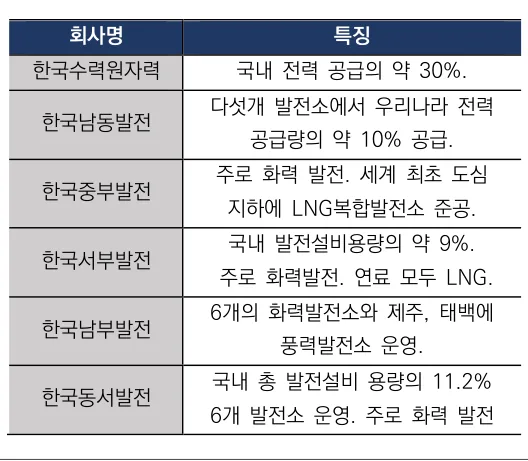 회사명 특징
한국수력원자력 국내 전력 공급의 약 30%.
한국남동발전 다섯개 발전소에서 우리나라 전력
공급량의 약 10% 공급.
한국중부발전 주로 화력 발전. 세계 최초 도심
지하에 LNG복합발전소 준공.
한국서부발전 국내 발전설비용량의 약 9%.
주로 화력발전. 연료 모두 LNG.
한국남부발전 6개의 화력발전소와 제주, 태백에
풍력발전소 운영.
한국동서발전 국내 총 발전설비 용량의 11.2%
6개 발전소 운영. 주로 화력 발전